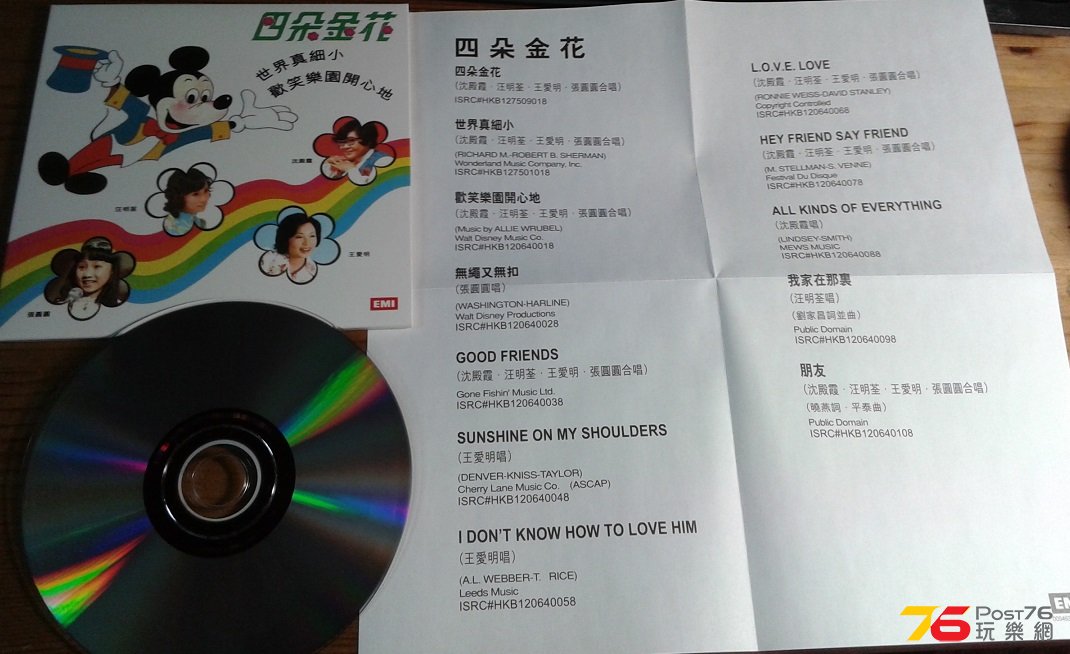 四朵金花
世界真細小
歡笑樂園開心地
沈殿霞
汪明荃
王愛明
張圓圓
EMI
四朵金花
四朵金花
(沈殿霞．汪明荃．王愛明．張圓圓合唱)
ISRC#HKB127509018
世界真細小
(沈殿霞．汪明荃．王愛明．張圓圓合唱)
(RICHARD M.-ROBERT B. SHERMAN)
Wonderland Music Company, Inc.
ISRC#HKB127501018
歡笑樂園開心地
(沈殿霞．汪明荃．王愛明．張圓圓合唱)
(Music by ALLIE WRUBEL)
Walt Disney Music Co.
ISRC#HKB120640018
無繩又無扣
(張圓圓唱)
(WASHINGTON-HARLINE)
Walt Disney Productions
ISRC#HKB120640028
GOOD FRIENDS
(沈殿霞．汪明荃．王愛明．張圓圓合唱)
Gone Fishin' Music Ltd.
ISRC#HKB120640038
SUNSHINE ON MY SHOULDERS
(王愛明唱)
(DENVER-KNISS-TAYLOR)
Cherry Lane Music Co. (ASCAP)
ISRC#HKB120640048
I DON'T KNOW HOW TO LOVE HIM
(王愛明唱)
(A.L. WEBBER-T. RICE)
Leeds Music
ISRC#HKB120640058
L.O.V.E. LOVE
(沈殿霞．汪明荃．王愛明．張圓圓合唱)
(RONNIE WEISS-DAVID STANLEY)
Copyright Controlled
ISRC#HKB120640068
HEY FRIEND SAY FRIEND
(沈殿霞．汪明荃．王愛明．張圓圓合唱)
(M. STELLMAN-S. VENNE)
Festival Du Disque
ISRC#HKB120640078
ALL KINDS OF EVERYTHING
(沈殿霞唱)
(LINDSEY-SMITH)
MEWS MUSIC
ISRC#HKB120640088
我家在那裏
(汪明荃唱)
(劉家昌詞並曲)
Public Domain
ISRC#HKB120640098
朋友
(沈殿霞．汪明荃．王愛明．張圓圓合唱)
(曉燕詞．平泰曲)
Public Domain
ISRC#HKB120640108
76 Post76
玩樂網